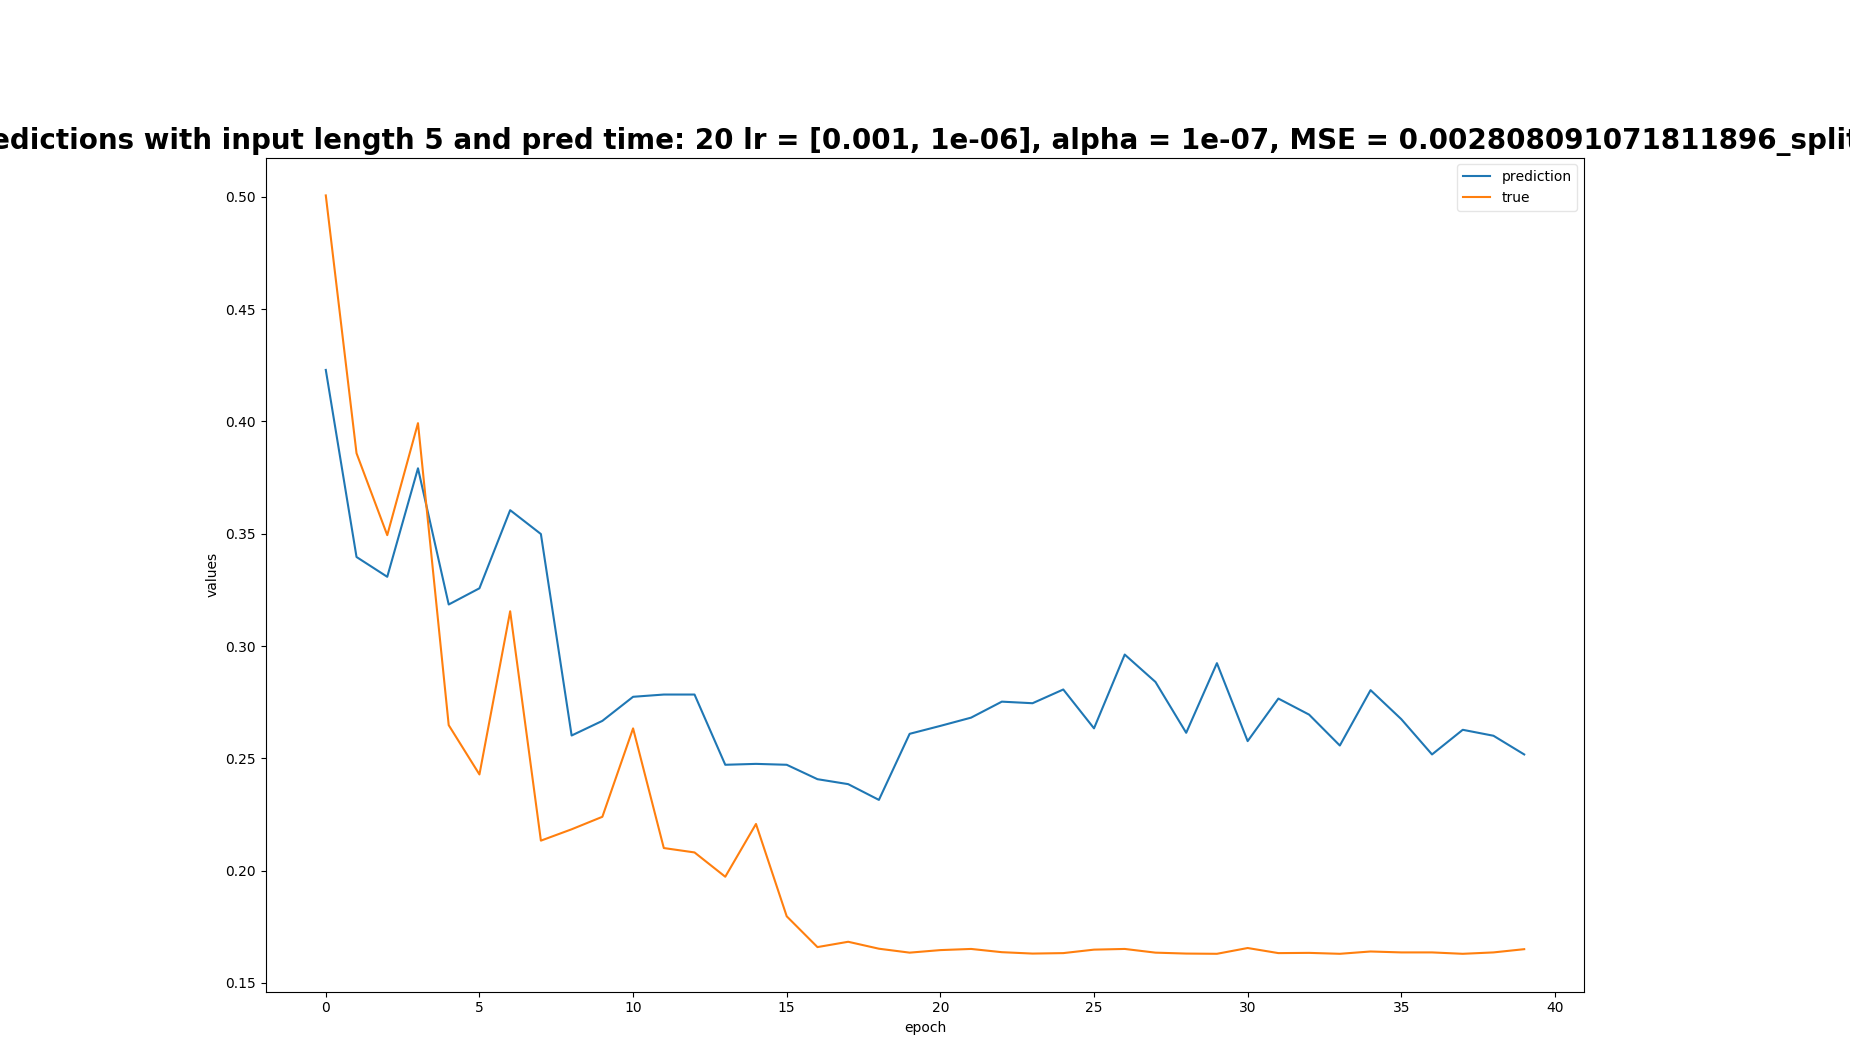 edictions with input length 5 and pred time: 20 lr = [0.001, 1e-06], alpha = 1e-07, MSE = 0.002808091071811896_split
prediction
true
0.50
0.45
0.40
0.35
0.30
0.25
0.20
0.15
values
0 5 10 15 20 25 30 35 40
epoch